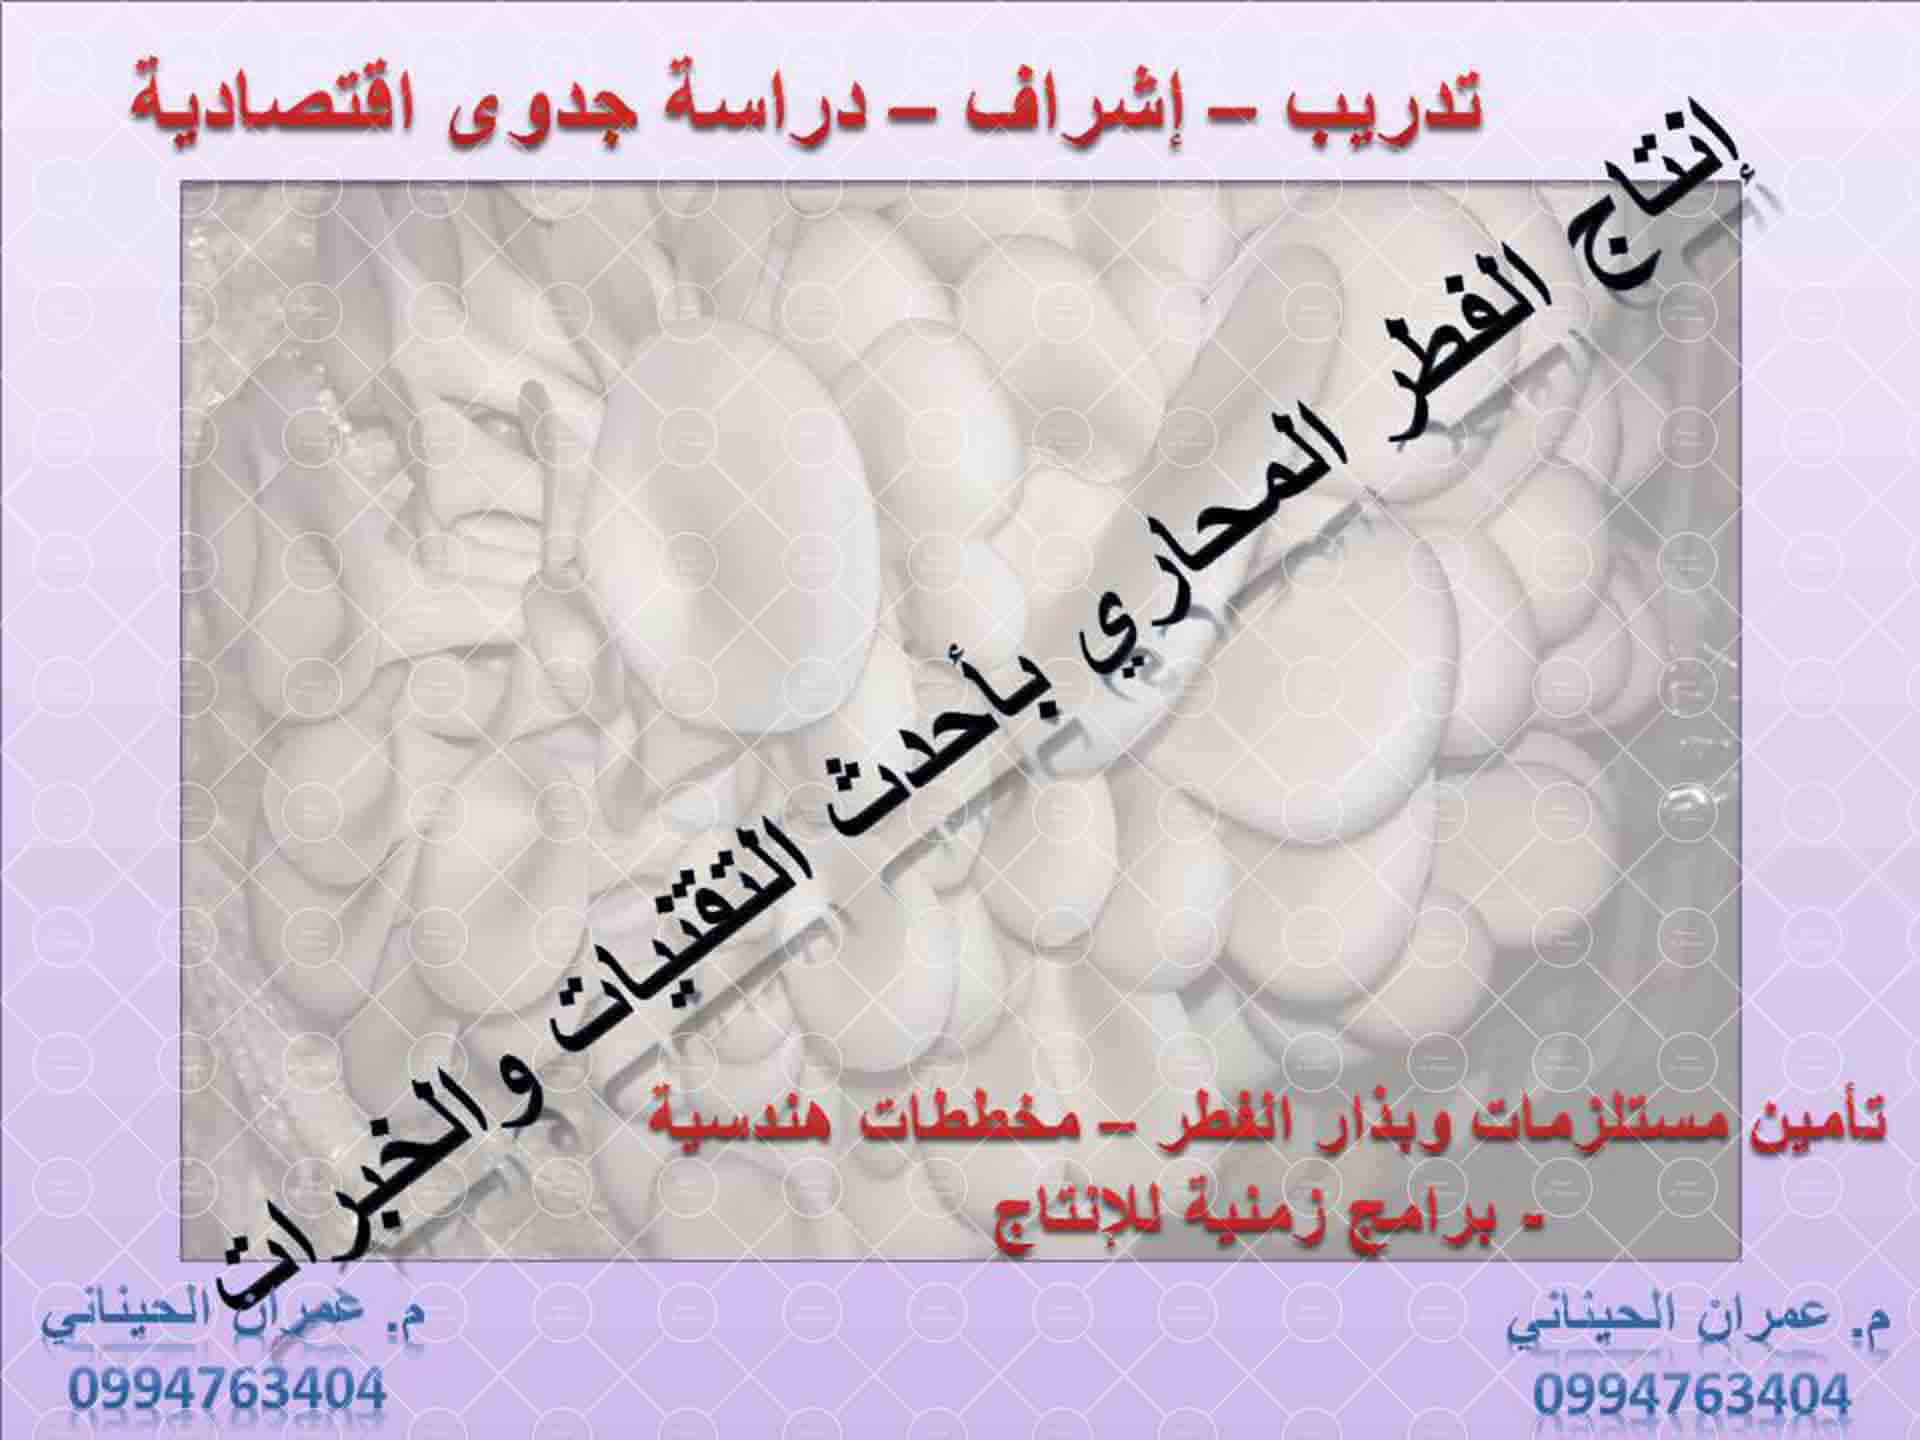 تدريب – إشراف – دراسة جدوى اقتصادية
إنتاج الفطر المحاري بأحدث التقنيات والخبرات
تأمين مستلزمات وبذار الفطر – مخططات هندسية
- برامج زمنية للإنتاج
م. عمران الحيناني
0994763404
م. عمران الحيناني
0994763404